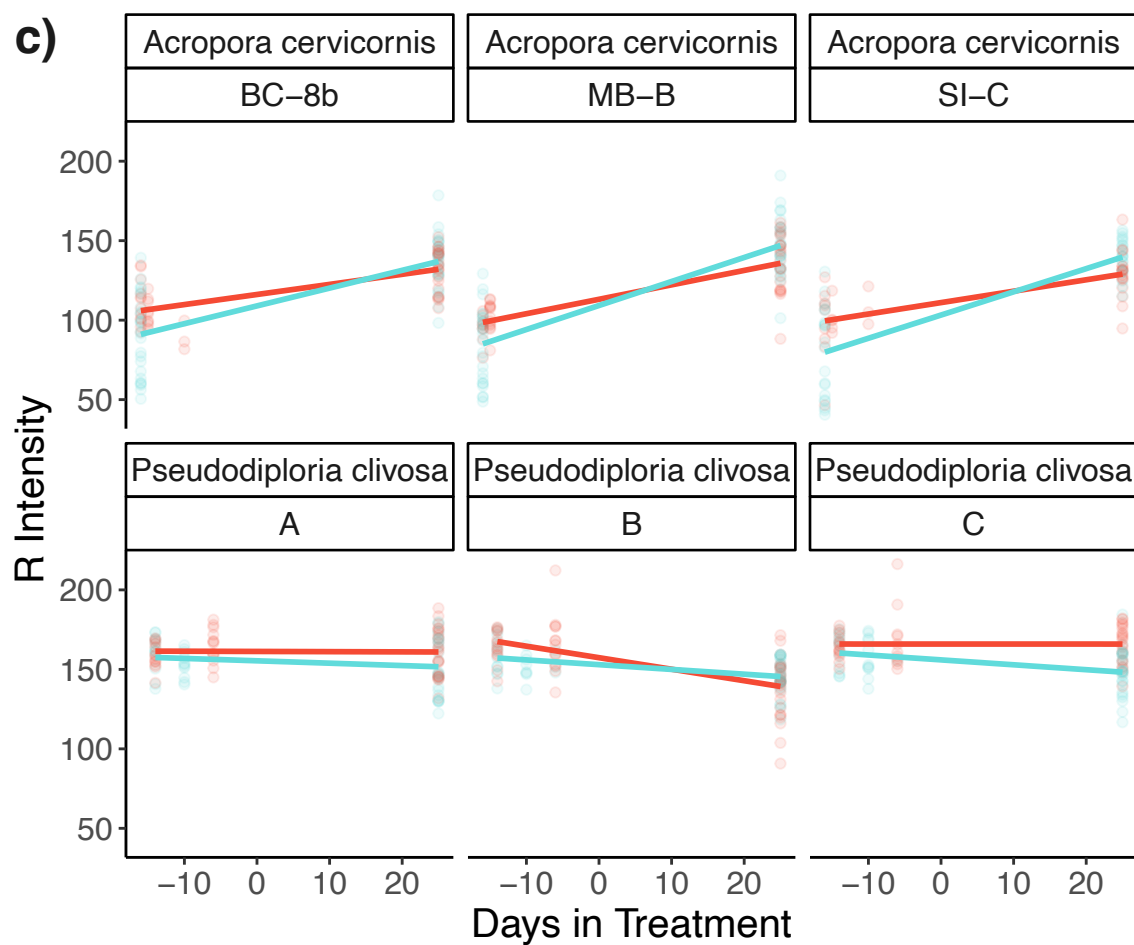 c)
Acropora cervicornis Acropora cervicornis Acropora cervicornis
BC−8b MB−B SI−C
200
150
100
50
R Intensity
Pseudodiploria clivosa Pseudodiploria clivosa Pseudodiploria clivosa
A B C
200
150
100
50
−10 0 10 20 −10 0 10 20 −10 0 10 20
Days in Treatment